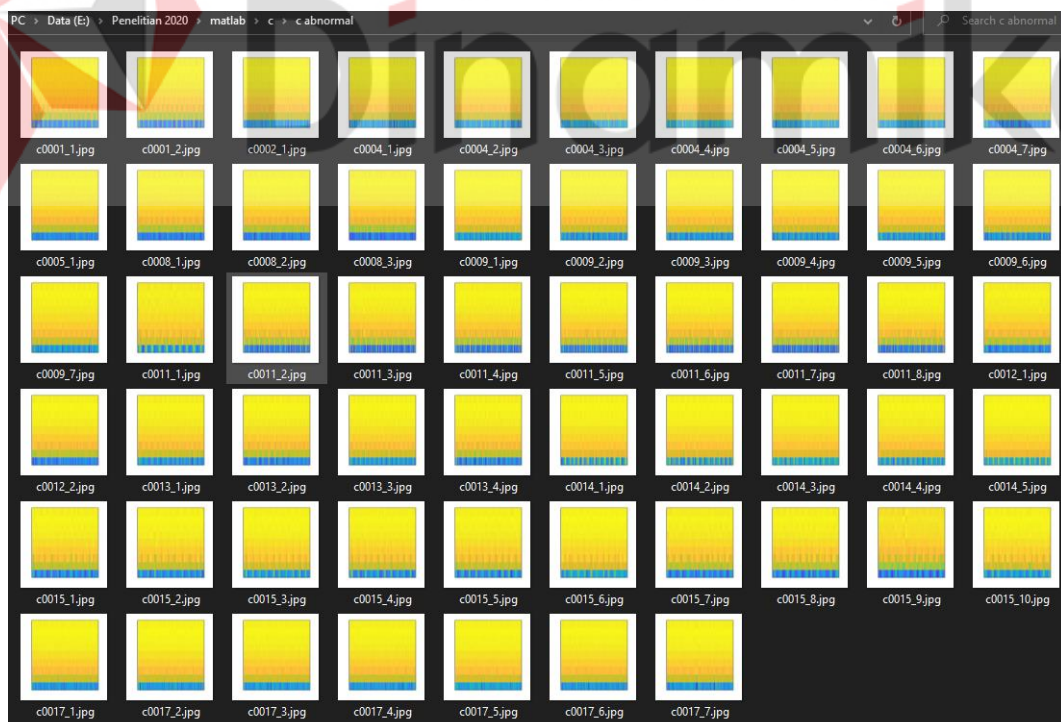 PC > Data (E:) > Penelitian 2020 > matlab > c > c abnormal Search c abnormal
Dinamik
c0001_1.jpg c0001_2.jpg c0002_1.jpg c0004_1.jpg c0004_2.jpg c0004_3.jpg c0004_4.jpg c0004_5.jpg c0004_6.jpg c0004_7.jpg
c0005_1.jpg c0008_1.jpg c0008_2.jpg c0008_3.jpg c0009_1.jpg c0009_2.jpg c0009_3.jpg c0009_4.jpg c0009_5.jpg c0009_6.jpg
c0009_7.jpg c0011_1.jpg c0011_2.jpg c0011_3.jpg c0011_4.jpg c0011_5.jpg c0011_6.jpg c0011_7.jpg c0011_8.jpg c0012_1.jpg
c0012_2.jpg c0013_1.jpg c0013_2.jpg c0013_3.jpg c0013_4.jpg c0014_1.jpg c0014_2.jpg c0014_3.jpg c0014_4.jpg c0014_5.jpg
c0015_1.jpg c0015_2.jpg c0015_3.jpg c0015_4.jpg c0015_5.jpg c0015_6.jpg c0015_7.jpg c0015_8.jpg c0015_9.jpg c0015_10.jpg
c0017_1.jpg c0017_2.jpg c0017_3.jpg c0017_4.jpg c0017_5.jpg c0017_6.jpg c0017_7.jpg